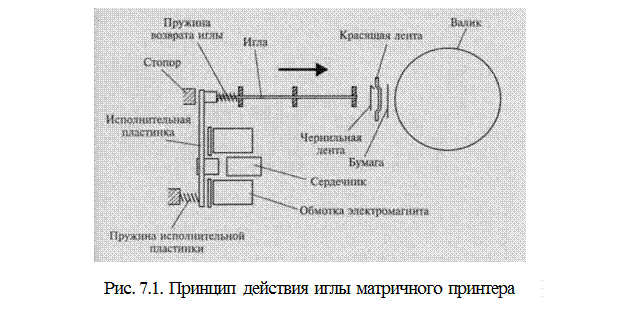 Пружина
возврата иглы
Игла
Красящая лента
Валик
Стопор
Исполнительная
пластинка
Чернильная
лента
Бумага
Сердечник
Обмотка электромагнита
Пружина исполнительной
пластинки
Рис. 7.1. Принцип действия иглы матричного принтера